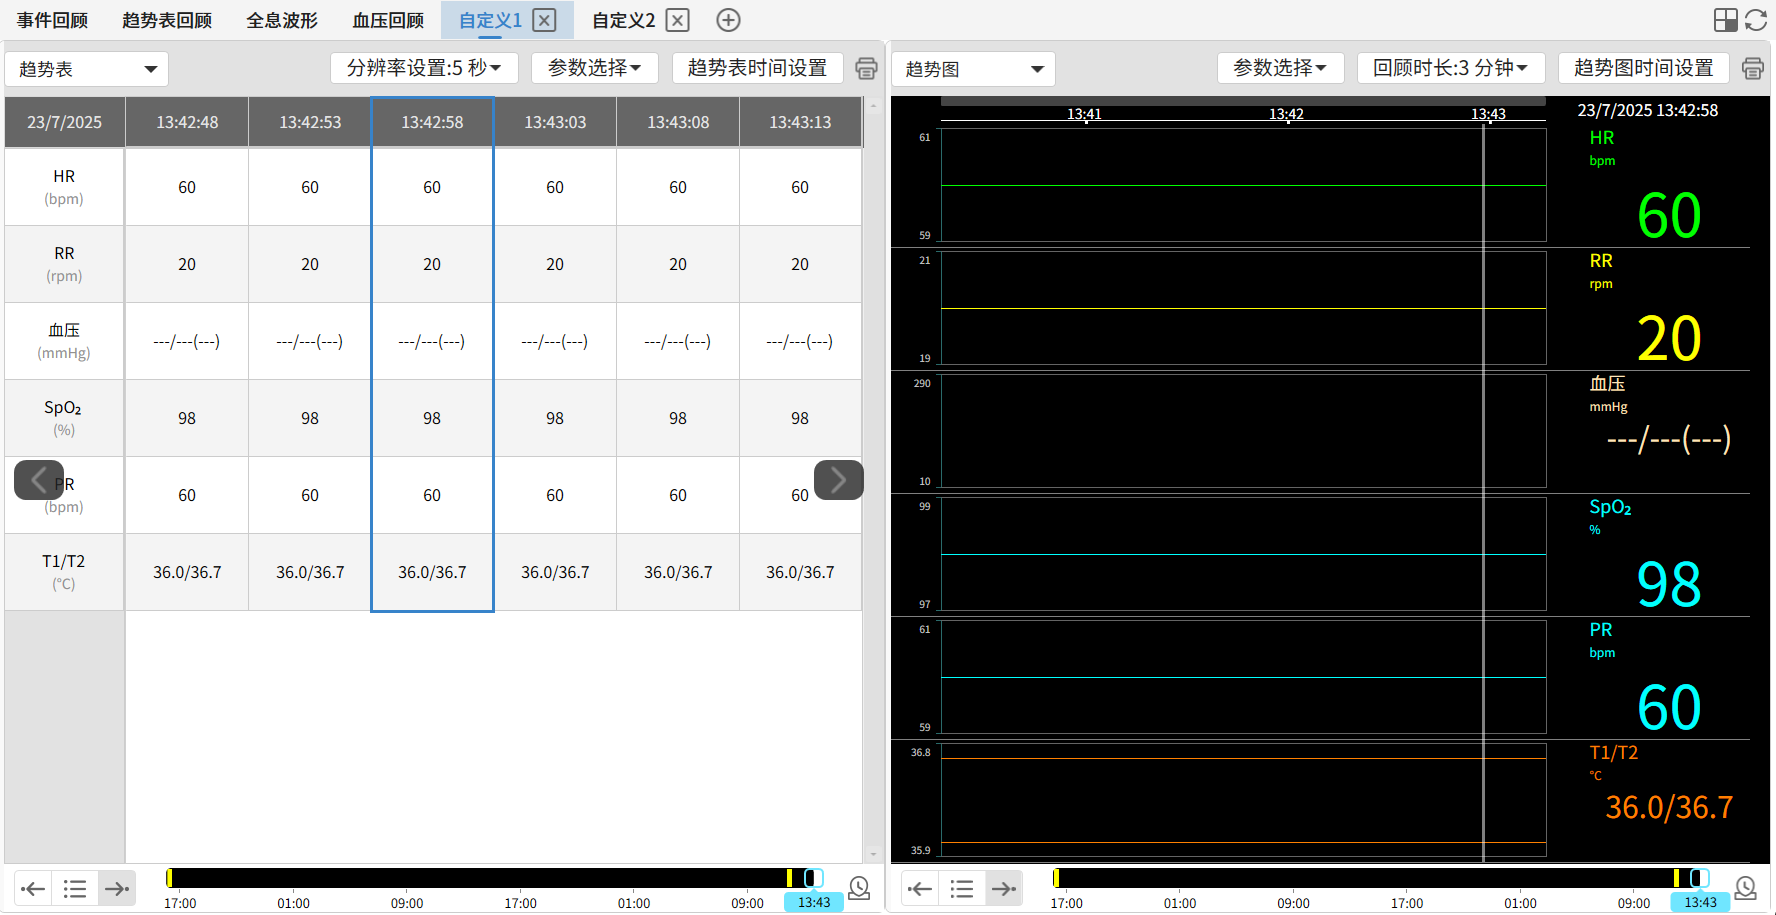 事件回顾 趋势表回顾 全息波形 血压回顾 自定义1 自定义2
趋势表 分辨率设置:5 秒 参数选择 趋势表时间设置
23/7/2025 13:42:48 13:42:53 13:42:58 13:43:03 13:43:08 13:43:13
HR
(bpm)
60 60 60 60 60 60
RR
(rpm)
20 20 20 20 20 20
血压
(mmHg)
---/---(---) ---/---(---) ---/---(---) ---/---(---) ---/---(---) ---/---(---)
SpO₂
(%)
98 98 98 98 98 98
PR
(bpm)
60 60 60 60 60 60
T1/T2
(°C)
36.0/36.7 36.0/36.7 36.0/36.7 36.0/36.7 36.0/36.7 36.0/36.7
17:00 01:00 09:00 17:00 01:00 09:00 13:43
趋势图 参数选择 回顾时长:3 分钟 趋势图时间设置
13:41 13:42 13:43 23/7/2025 13:42:58
61
59
HR
bpm
60
21
19
RR
rpm
20
290
10
血压
mmHg
---/---(---)
99
97
SpO₂
%
98
61
59
PR
bpm
60
36.8
35.9
T1/T2
°C
36.0/36.7
17:00 01:00 09:00 17:00 01:00 09:00 13:43